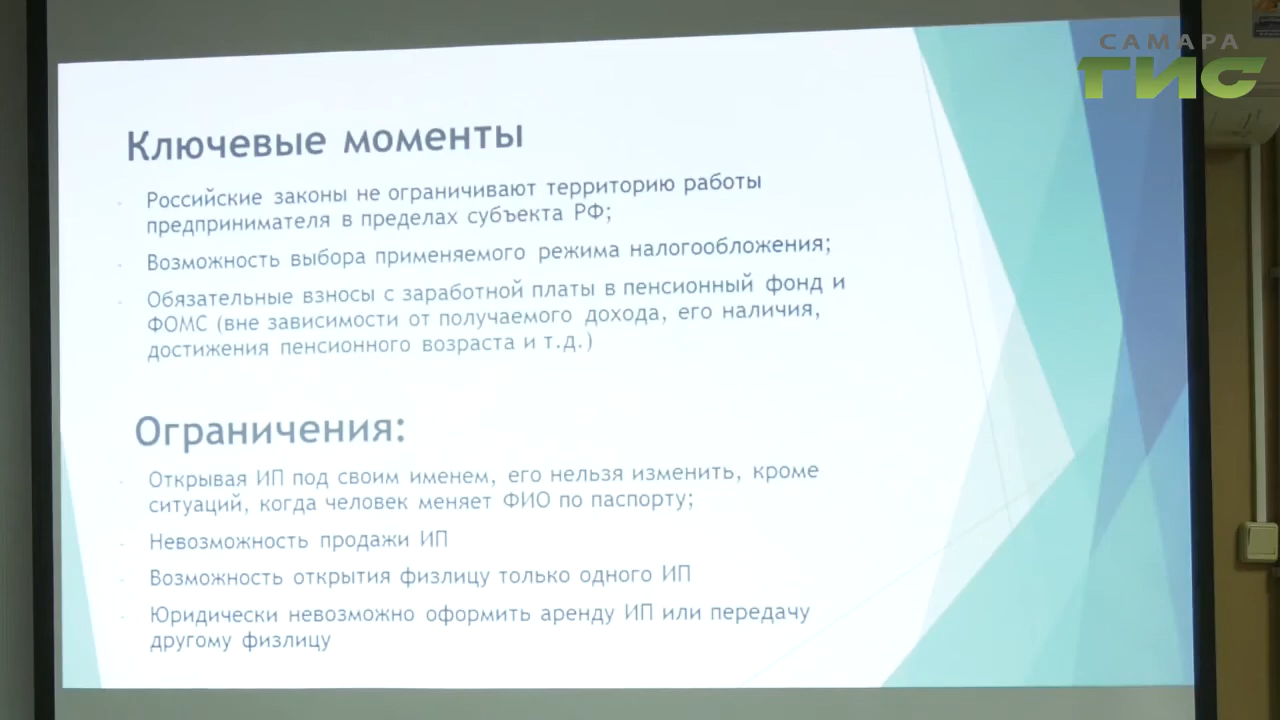 САМАРА
ГИС
Ключевые моменты
Российские законы не ограничивают территорию работы
предпринимателя в пределах субъекта РФ;
Возможность выбора применяемого режима налогообложения;
Обязательные взносы с заработной платы в пенсионный фонд и
ФОМС (вне зависимости от получаемого дохода, его наличия,
достижения пенсионного возраста и т.д.)
Ограничения:
Открывая ИП под своим именем, его нельзя изменить, кроме
ситуаций, когда человек меняет ФИО по паспорту;
Невозможность продажи ИП
Возможность открытия физлицу только одного ИП
Юридически невозможно оформить аренду ИП или передачу
другому физлицу